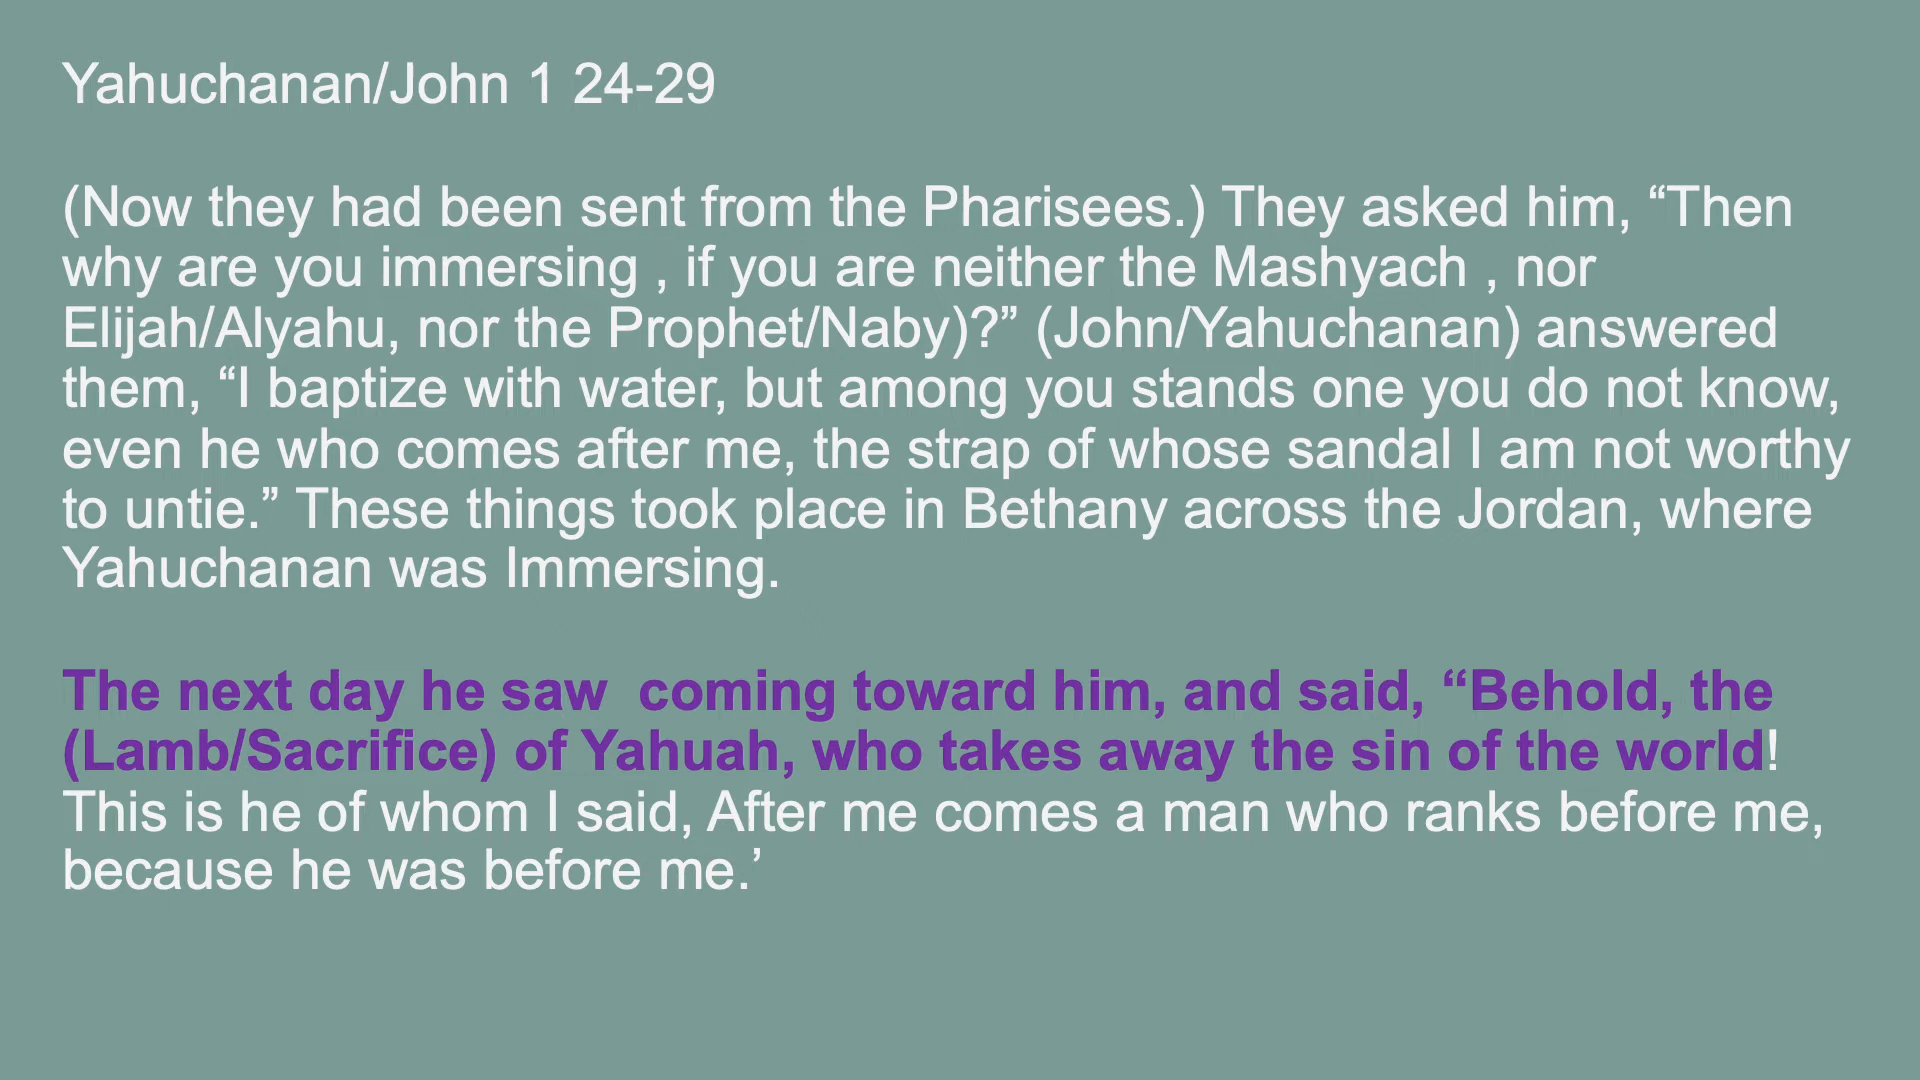 Yahuchanan/John 1 24-29
(Now they had been sent from the Pharisees.) They asked him, “Then
why are you immersing , if you are neither the Mashyach , nor
Elijah/Alyahu, nor the Prophet/Naby)?” (John/Yahuchanan) answered
them, “I baptize with water, but among you stands one you do not know,
even he who comes after me, the strap of whose sandal I am not worthy
to untie.” These things took place in Bethany across the Jordan, where
Yahuchanan was Immersing.
The next day he saw  coming toward him, and said, “Behold, the
(Lamb/Sacrifice) of Yahuah, who takes away the sin of the world!
This is he of whom I said, After me comes a man who ranks before me,
because he was before me.’